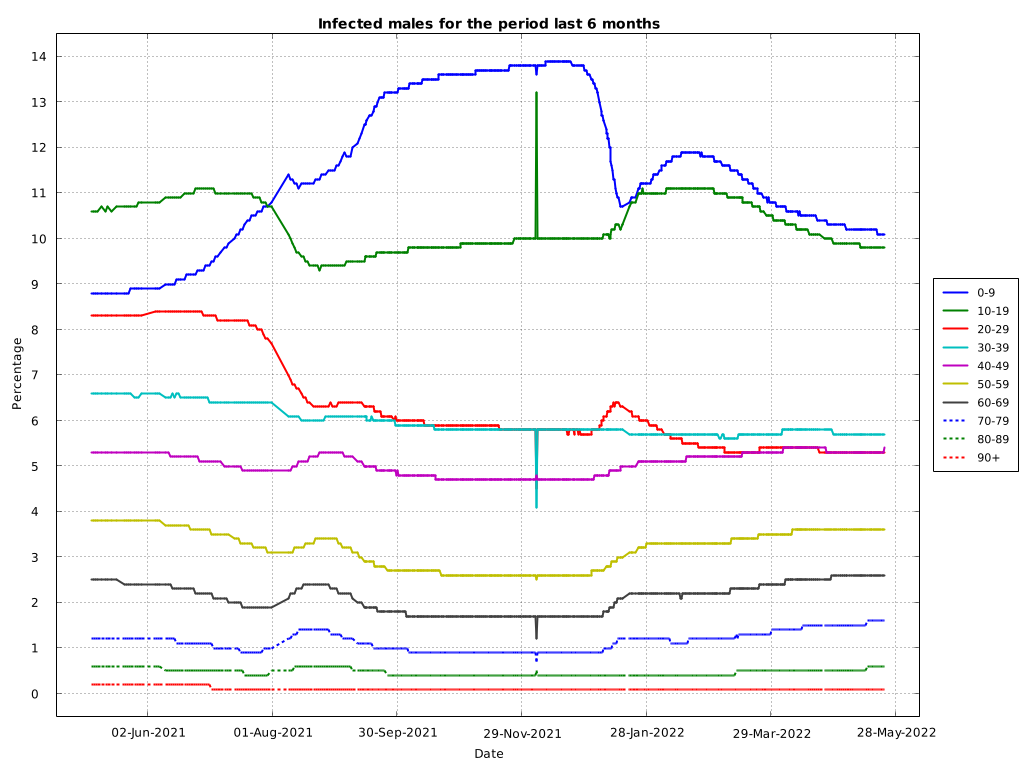 Infected males for the period last 6 months
14
13
12
11
10
9
8
7
6
5
4
3
2
1
0
Percentage
02-Jun-2021
01-Aug-2021
30-Sep-2021
29-Nov-2021
28-Jan-2022
29-Mar-2022
28-May-2022
Date
0-9
10-19
20-29
30-39
40-49
50-59
60-69
70-79
80-89
90+